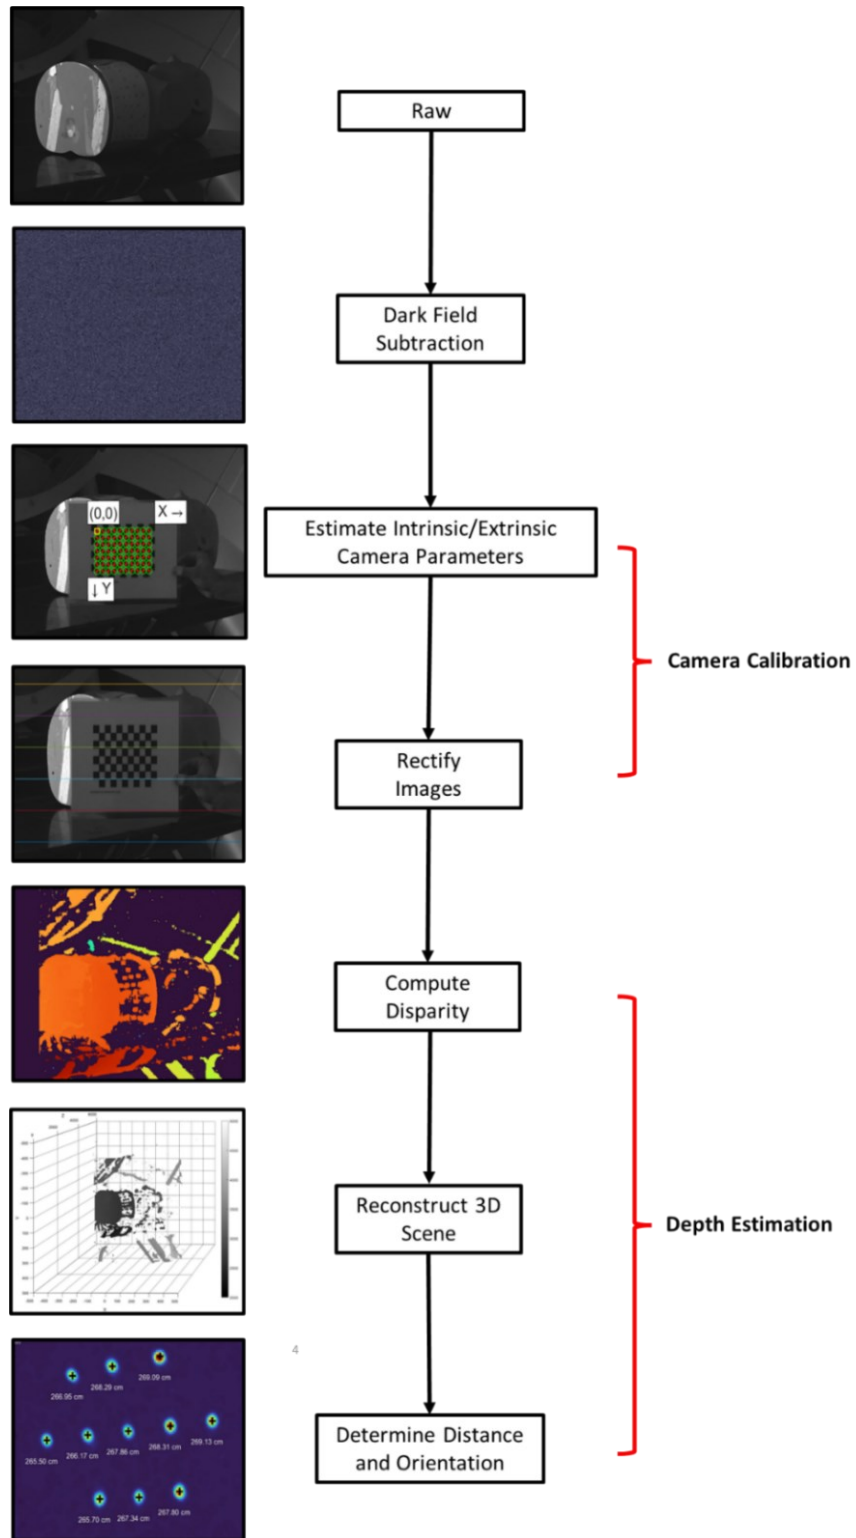 Raw
Dark Field
Subtraction
(0,0)
X →
↓ Y
Estimate Intrinsic/Extrinsic
Camera Parameters
Camera Calibration
Rectify
Images
Compute
Disparity
Reconstruct 3D
Scene
Depth Estimation
4
269.09 cm
268.29 cm
266.95 cm
269.13 cm
268.31 cm
267.86 cm
266.17 cm
265.50 cm
267.80 cm
267.34 cm
265.70 cm
Determine Distance
and Orientation